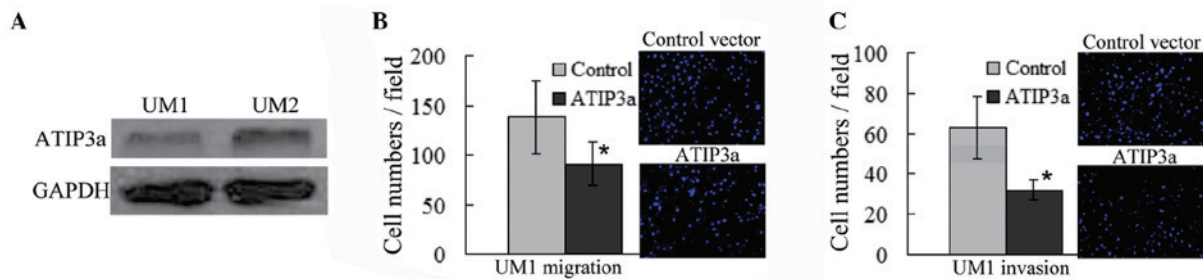 A
UM1 UM2
ATIP3a
GAPDH
B
Cell numbers / field
200
150
100
50
0
Control
ATIP3a
*
UM1 migration
Control vector
ATIP3a
C
Cell numbers / field
100
80
60
40
20
0
Control
ATIP3a
*
UM1 invasion
Control vector
ATIP3a